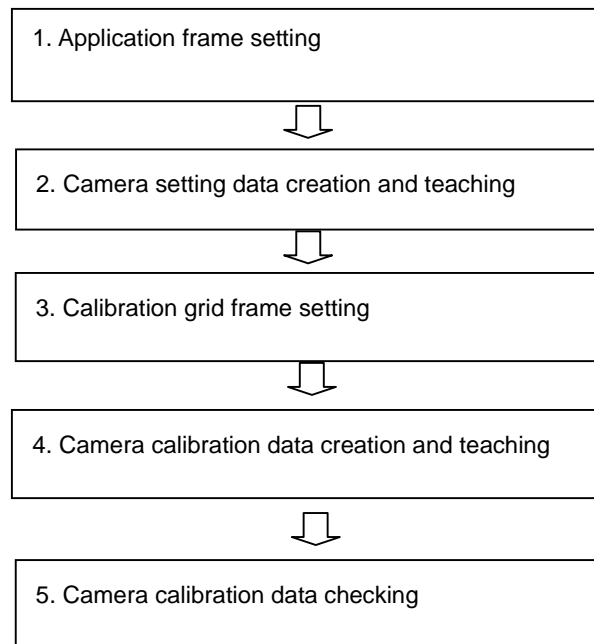 1. Application frame setting
2. Camera setting data creation and teaching
3. Calibration grid frame setting
4. Camera calibration data creation and teaching
5. Camera calibration data checking